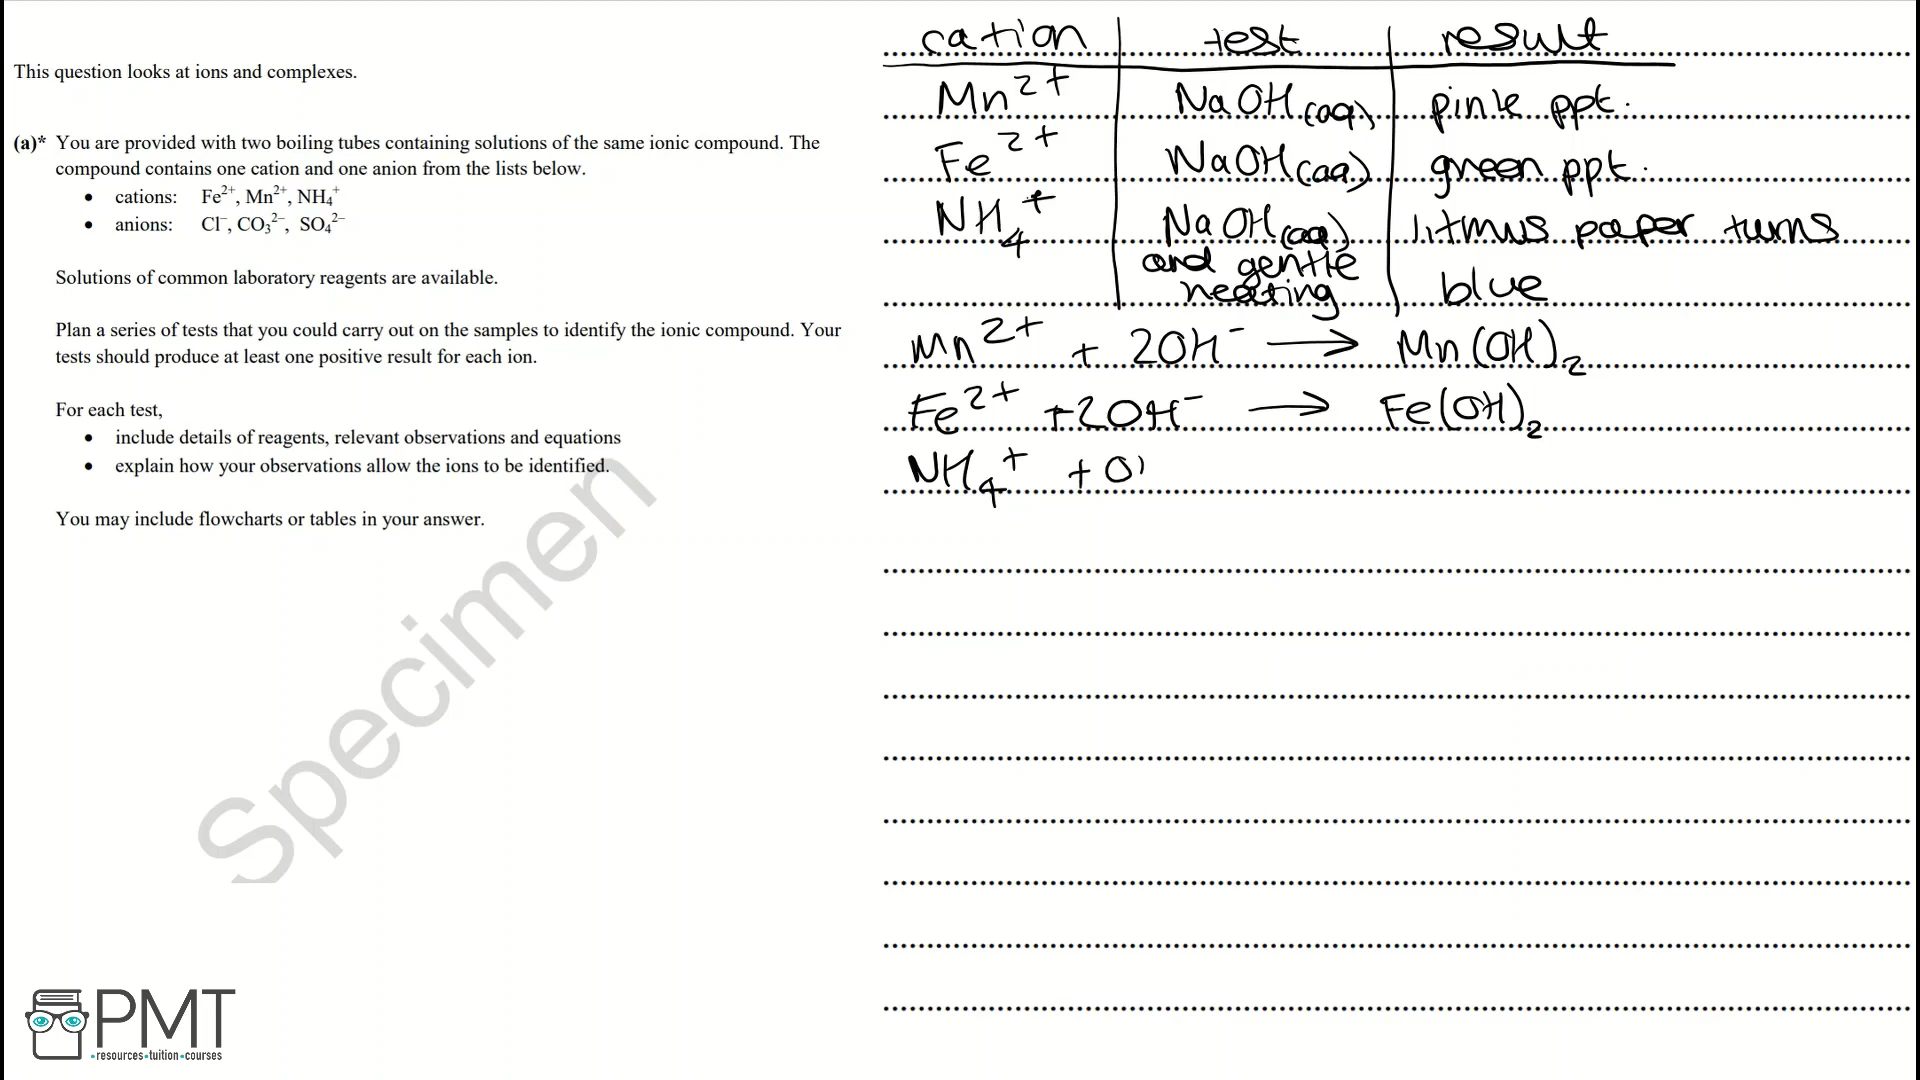 This question looks at ions and complexes.
(a)* You are provided with two boiling tubes containing solutions of the same ionic compound. The
compound contains one cation and one anion from the lists below.
• cations: Fe²⁺, Mn²⁺, NH₄⁺
• anions: Cl⁻, CO₃²⁻, SO₄²⁻
Solutions of common laboratory reagents are available.
Plan a series of tests that you could carry out on the samples to identify the ionic compound. Your
tests should produce at least one positive result for each ion.
For each test,
• include details of reagents, relevant observations and equations
• explain how your observations allow the ions to be identified.
You may include flowcharts or tables in your answer.
Specimen
PMT
•resources•tuition•courses
cation test result
Mn²⁺ NaOH(aq) pink ppt.
Fe²⁺ NaOH(aq) green ppt.
NH₄⁺ NaOH(aq) litmus paper turns
and gentle
heating blue
Mn²⁺ + 2OH⁻ → Mn(OH)₂
Fe²⁺ +2OH⁻ → Fe(OH)₂
NH₄⁺ + O